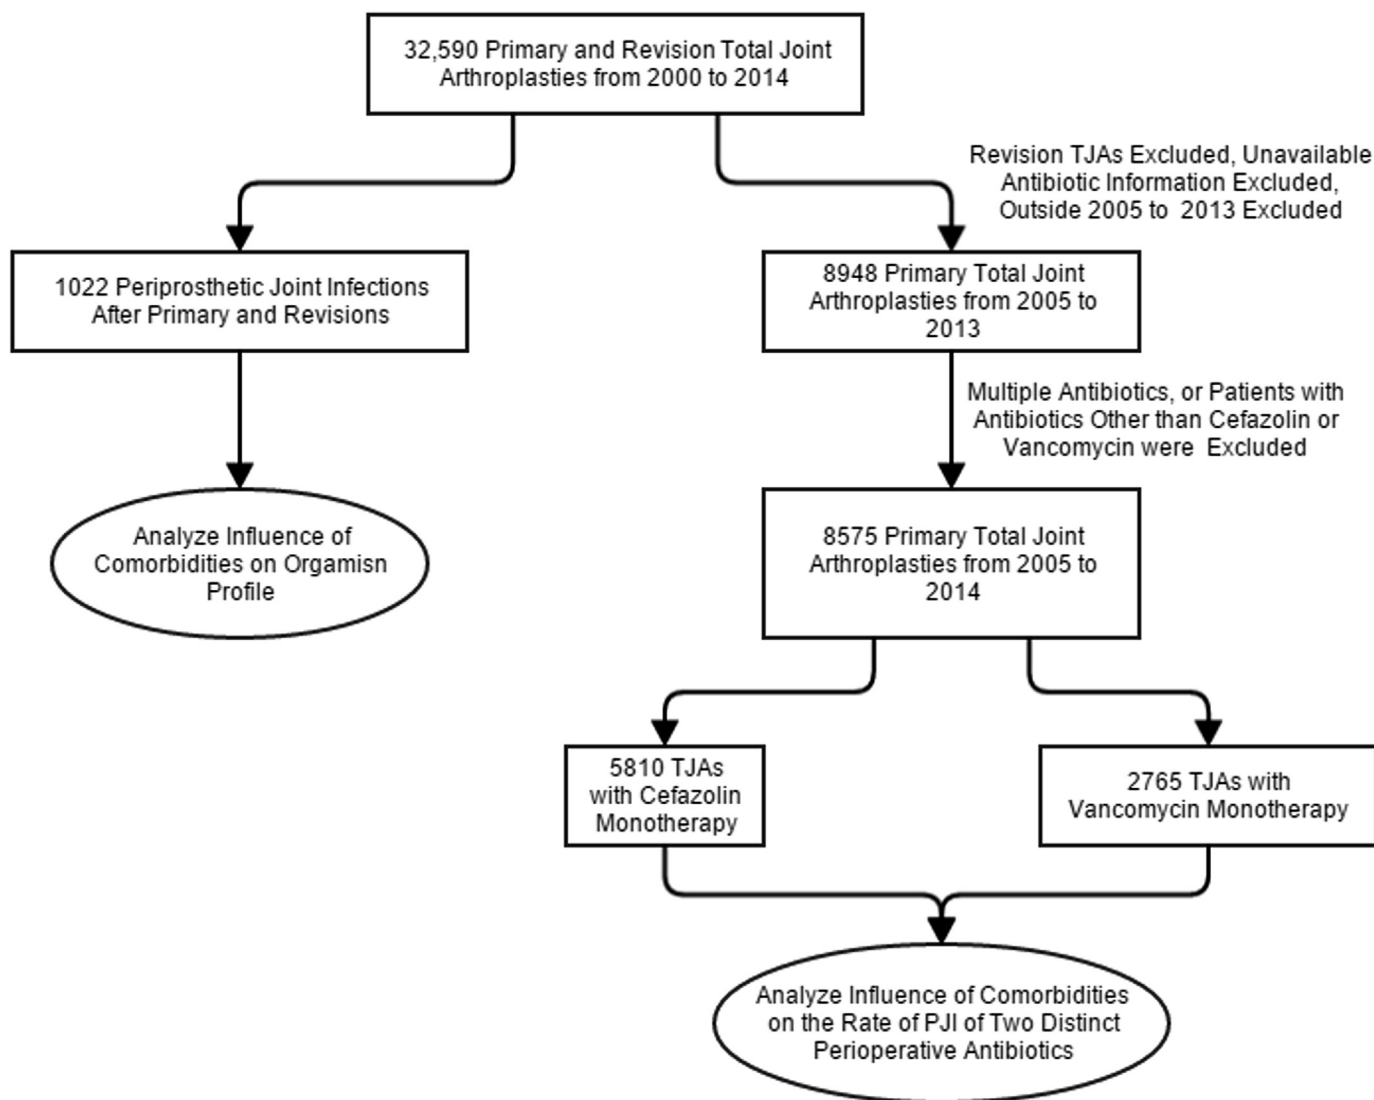 32,590 Primary and Revision Total Joint
Arthroplasties from 2000 to 2014
Revision TJAs Excluded, Unavailable
Antibiotic Information Excluded,
Outside 2005 to 2013 Excluded
1022 Periprosthetic Joint Infections
After Primary and Revisions
8948 Primary Total Joint
Arthroplasties from 2005 to
2013
Multiple Antibiotics, or Patients with
Antibiotics Other than Cefazolin or
Vancomycin were Excluded
Analyze Influence of
Comorbidities on Orgamisn
Profile
8575 Primary Total Joint
Arthroplasties from 2005 to
2014
5810 TJAs
with Cefazolin
Monotherapy
2765 TJAs with
Vancomycin Monotherapy
Analyze Influence of Comorbidities
on the Rate of PJI of Two Distinct
Perioperative Antibiotics